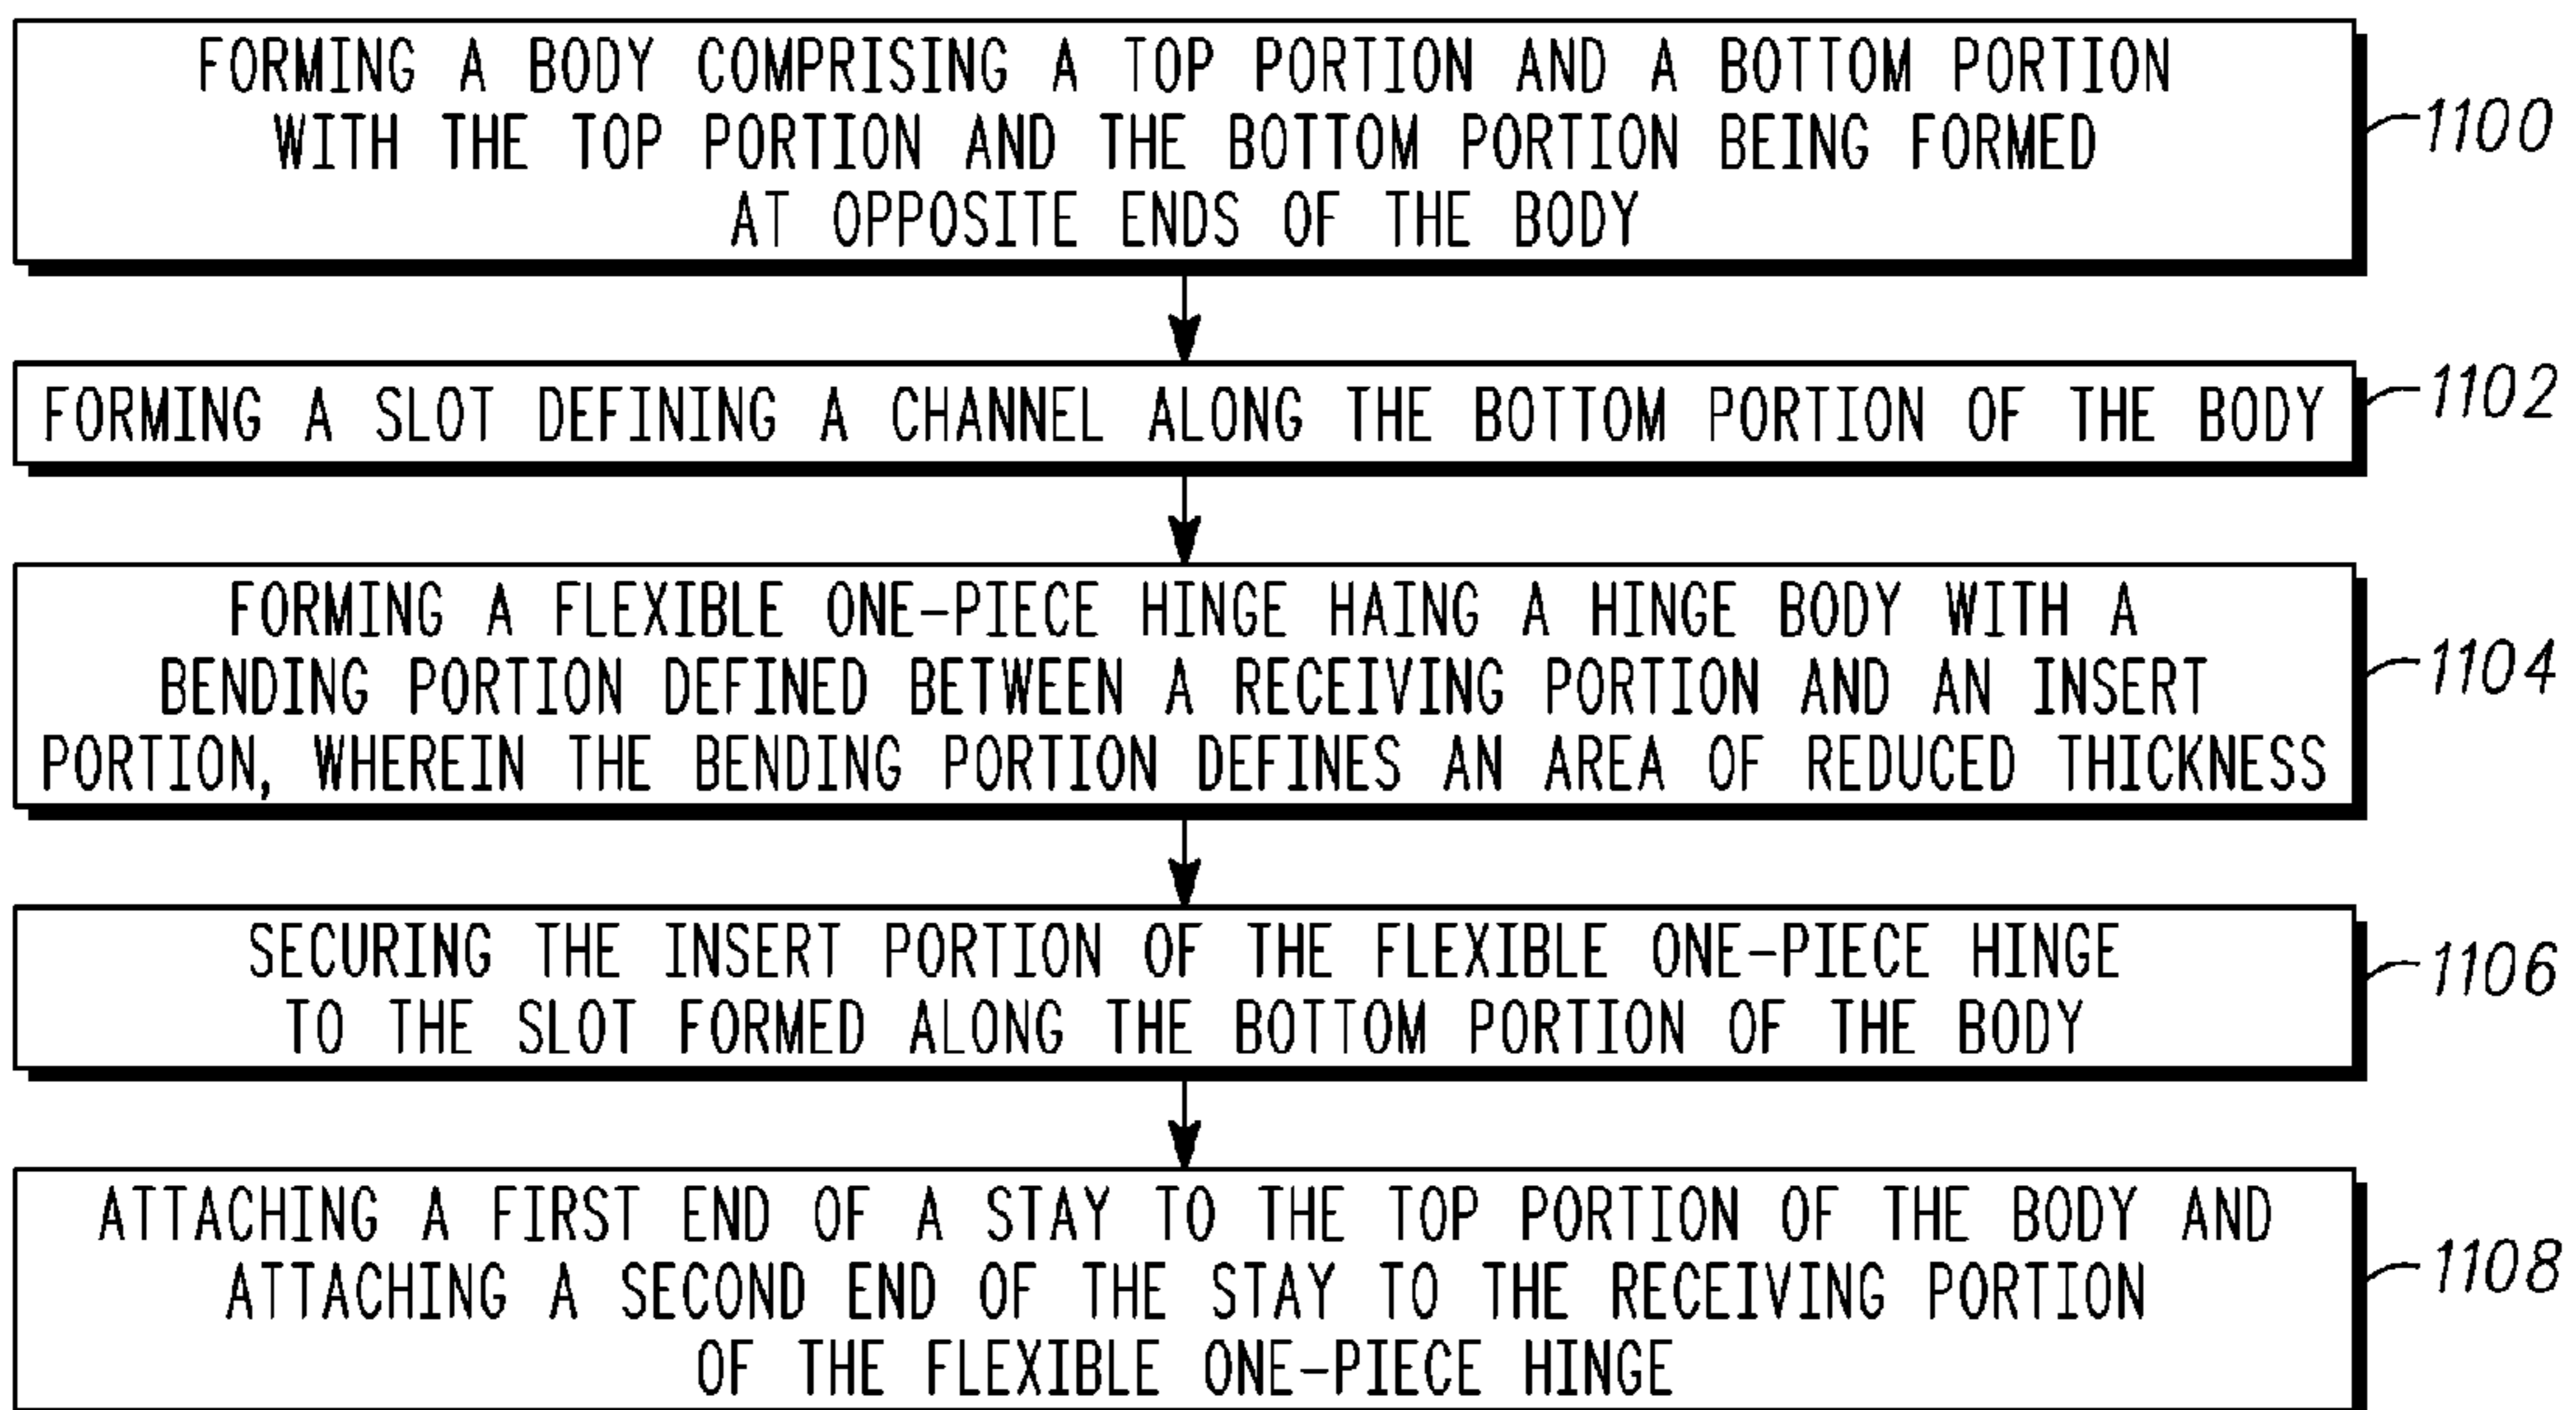 FORMING A BODY COMPRISING A TOP PORTION AND A BOTTOM PORTION
WITH THE TOP PORTION AND THE BOTTOM PORTION BEING FORMED
AT OPPOSITE ENDS OF THE BODY
1100
FORMING A SLOT DEFINING A CHANNEL ALONG THE BOTTOM PORTION OF THE BODY
1102
FORMING A FLEXIBLE ONE-PIECE HINGE HAING A HINGE BODY WITH A
BENDING PORTION DEFINED BETWEEN A RECEIVING PORTION AND AN INSERT
PORTION, WHEREIN THE BENDING PORTION DEFINES AN AREA OF REDUCED THICKNESS
1104
SECURING THE INSERT PORTION OF THE FLEXIBLE ONE-PIECE HINGE
TO THE SLOT FORMED ALONG THE BOTTOM PORTION OF THE BODY
1106
ATTACHING A FIRST END OF A STAY TO THE TOP PORTION OF THE BODY AND
ATTACHING A SECOND END OF THE STAY TO THE RECEIVING PORTION
OF THE FLEXIBLE ONE-PIECE HINGE
1108